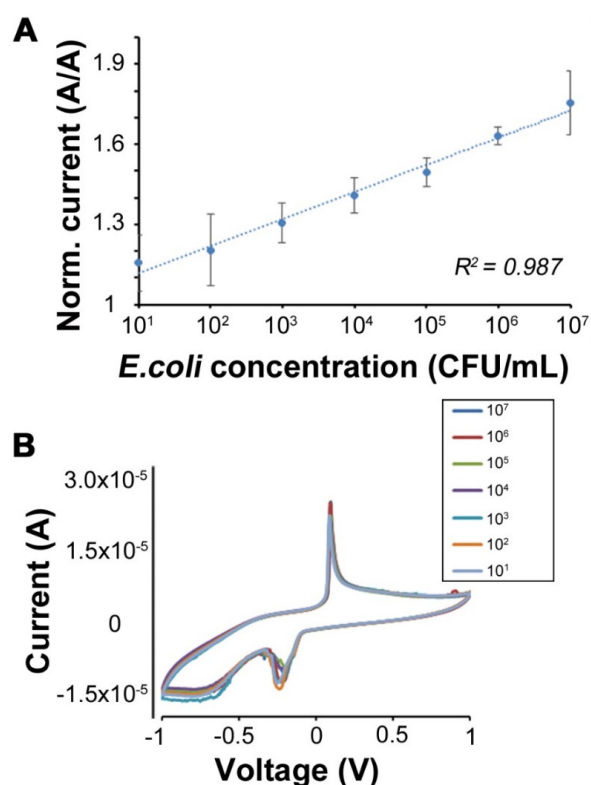 A
Norm. current (A/A)
1.9
1.6
1.3
1
R² = 0.987
10¹ 10² 10³ 10⁴ 10⁵ 10⁶ 10⁷
E.coli concentration (CFU/mL)
10⁷
10⁶
10⁵
10⁴
10³
10²
10¹
B
Current (A)
3.0x10⁻⁵
1.5x10⁻⁵
0
-1.5x10⁻⁵
-1 -0.5 0 0.5 1
Voltage (V)